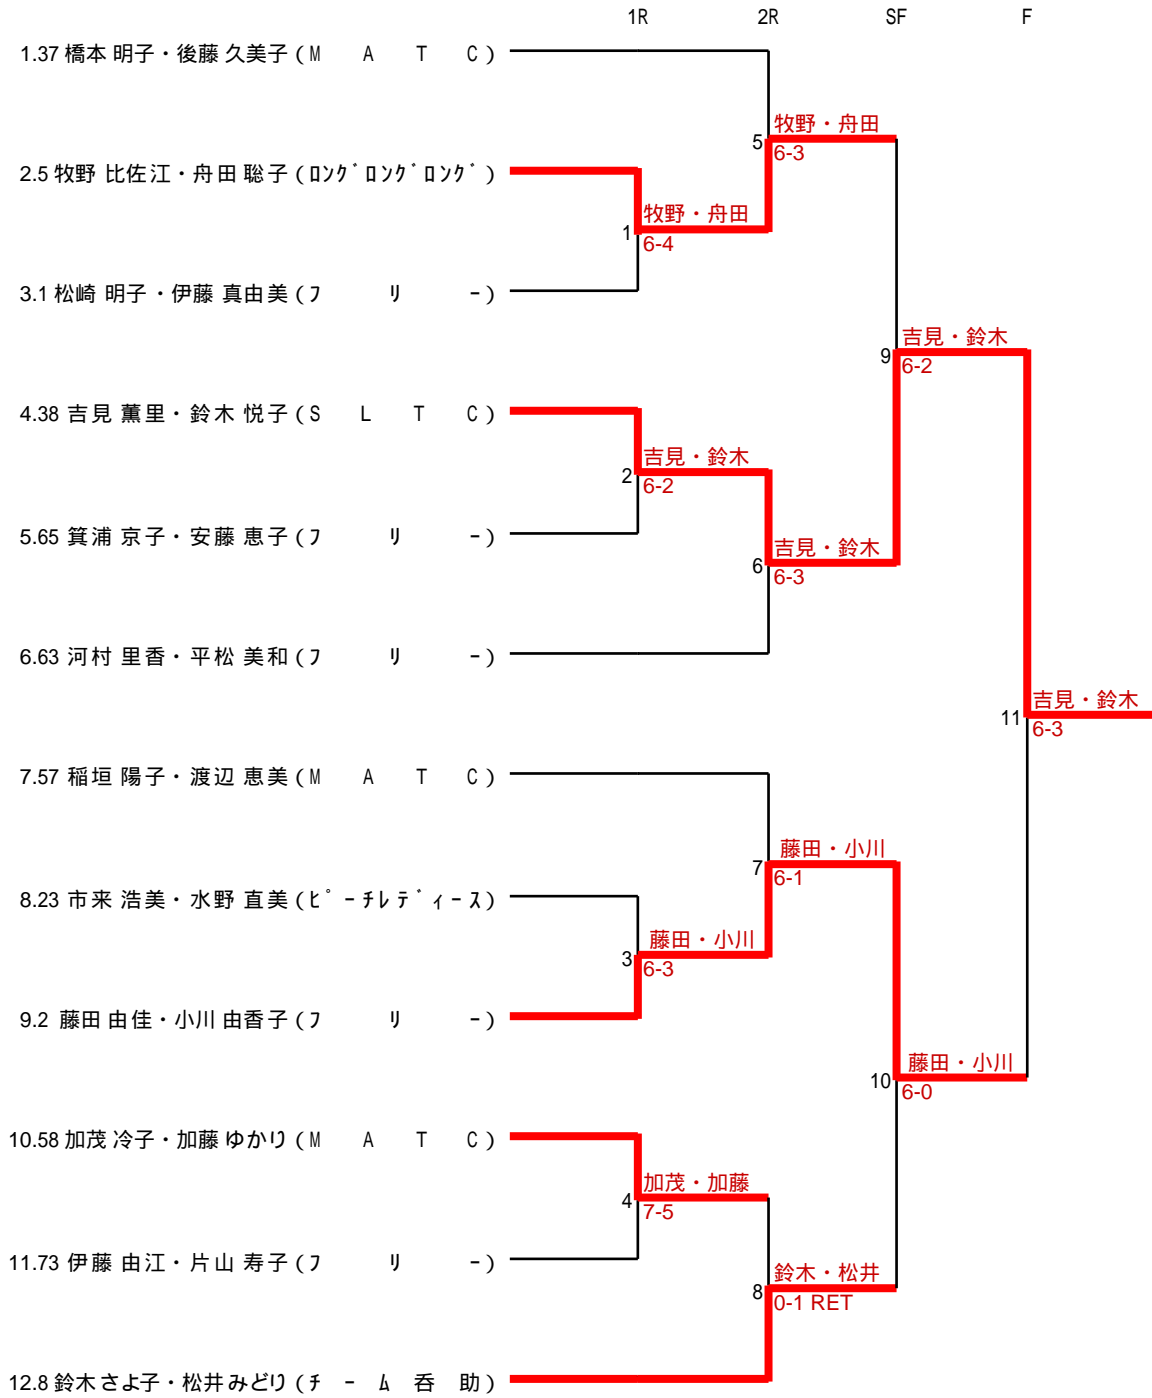 1R 2R SF F
1.37 橋本 明子・後藤 久美子 (M A T C)
牧野・舟田
5
6-3
2.5 牧野 比佐江・舟田 聡子 (ロングロングロング)
牧野・舟田
1
6-4
3.1 松崎 明子・伊藤 真由美 (フ リ ー)
吉見・鈴木
9
6-2
4.38 吉見 薫里・鈴木 悦子 (S L T C)
吉見・鈴木
2
6-2
5.65 箕浦 京子・安藤 恵子 (フ リ ー)
吉見・鈴木
6
6-3
6.63 河村 里香・平松 美和 (フ リ ー)
吉見・鈴木
11
6-3
7.57 稲垣 陽子・渡辺 恵美 (M A T C)
藤田・小川
7
6-1
8.23 市来 浩美・水野 直美 (ピーチレディース)
藤田・小川
3
6-3
9.2 藤田 由佳・小川 由香子 (フ リ ー)
藤田・小川
10
6-0
10.58 加茂 冷子・加藤 ゆかり (M A T C)
加茂・加藤
4
7-5
11.73 伊藤 由江・片山 寿子 (フ リ ー)
鈴木・松井
8
0-1 RET
12.8 鈴木 さよ子・松井 みどり (チ ー ム 呑 助)